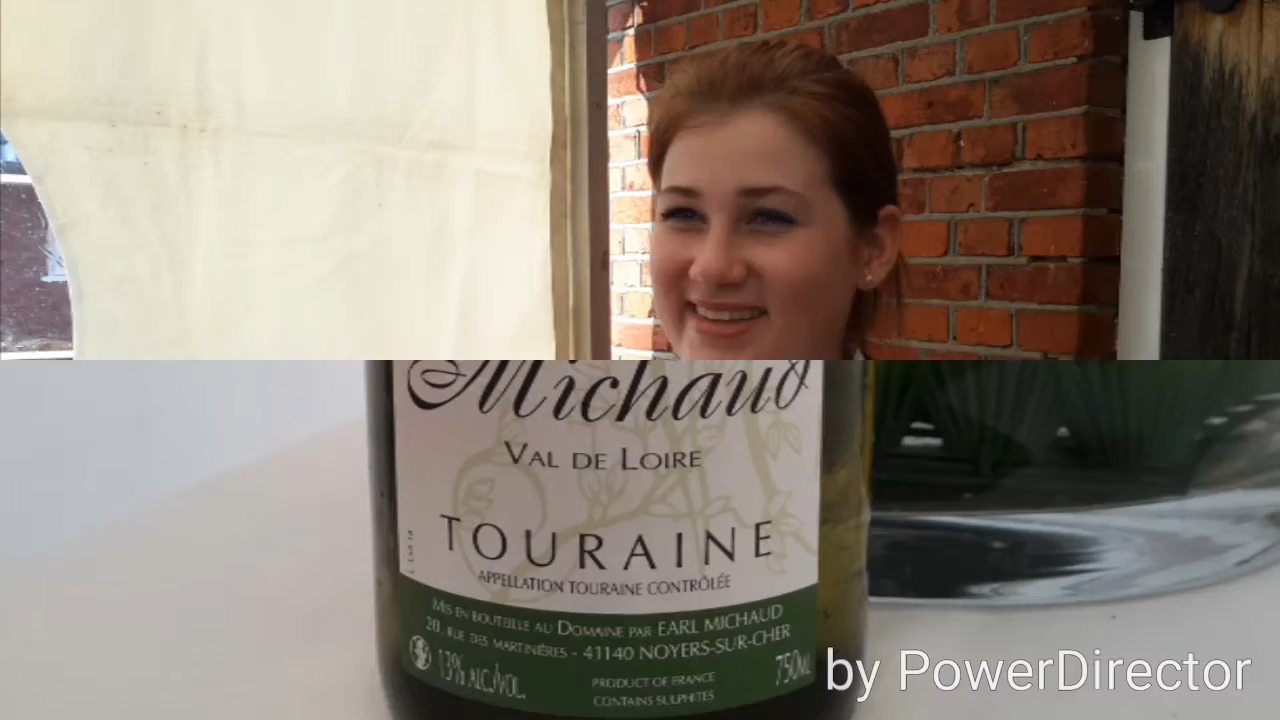 Michaud
VAL DE LOIRE
TOURAINE
APPELLATION TOURAINE CONTRÔLÉE
MIS EN BOUTEILLE AU DOMAINE PAR EARL MICHAUD
20, RUE DES MARTINIÈRES - 41140 NOYERS-SUR-CHER
13% ALC./VOL.
750ML
PRODUCT OF FRANCE
CONTAINS SULPHITES
by PowerDirector